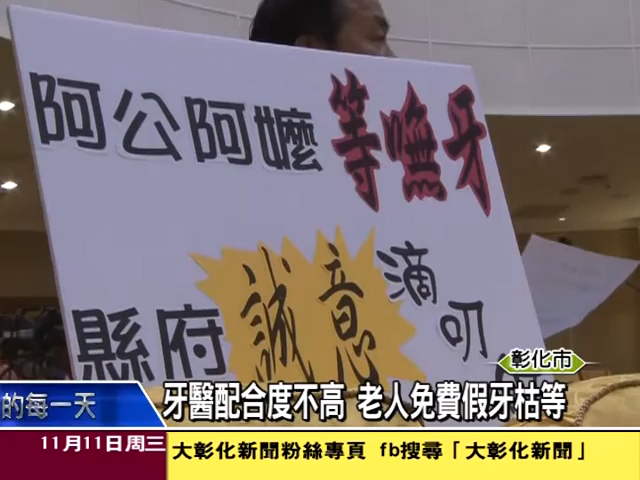 阿公阿嬤等嘸牙
縣府誠意滴叨
彰化市
的每一天
牙醫配合度不高 老人免費假牙枯等
11月11日周三
大彰化新聞粉絲專頁 fb搜尋「大彰化新聞」